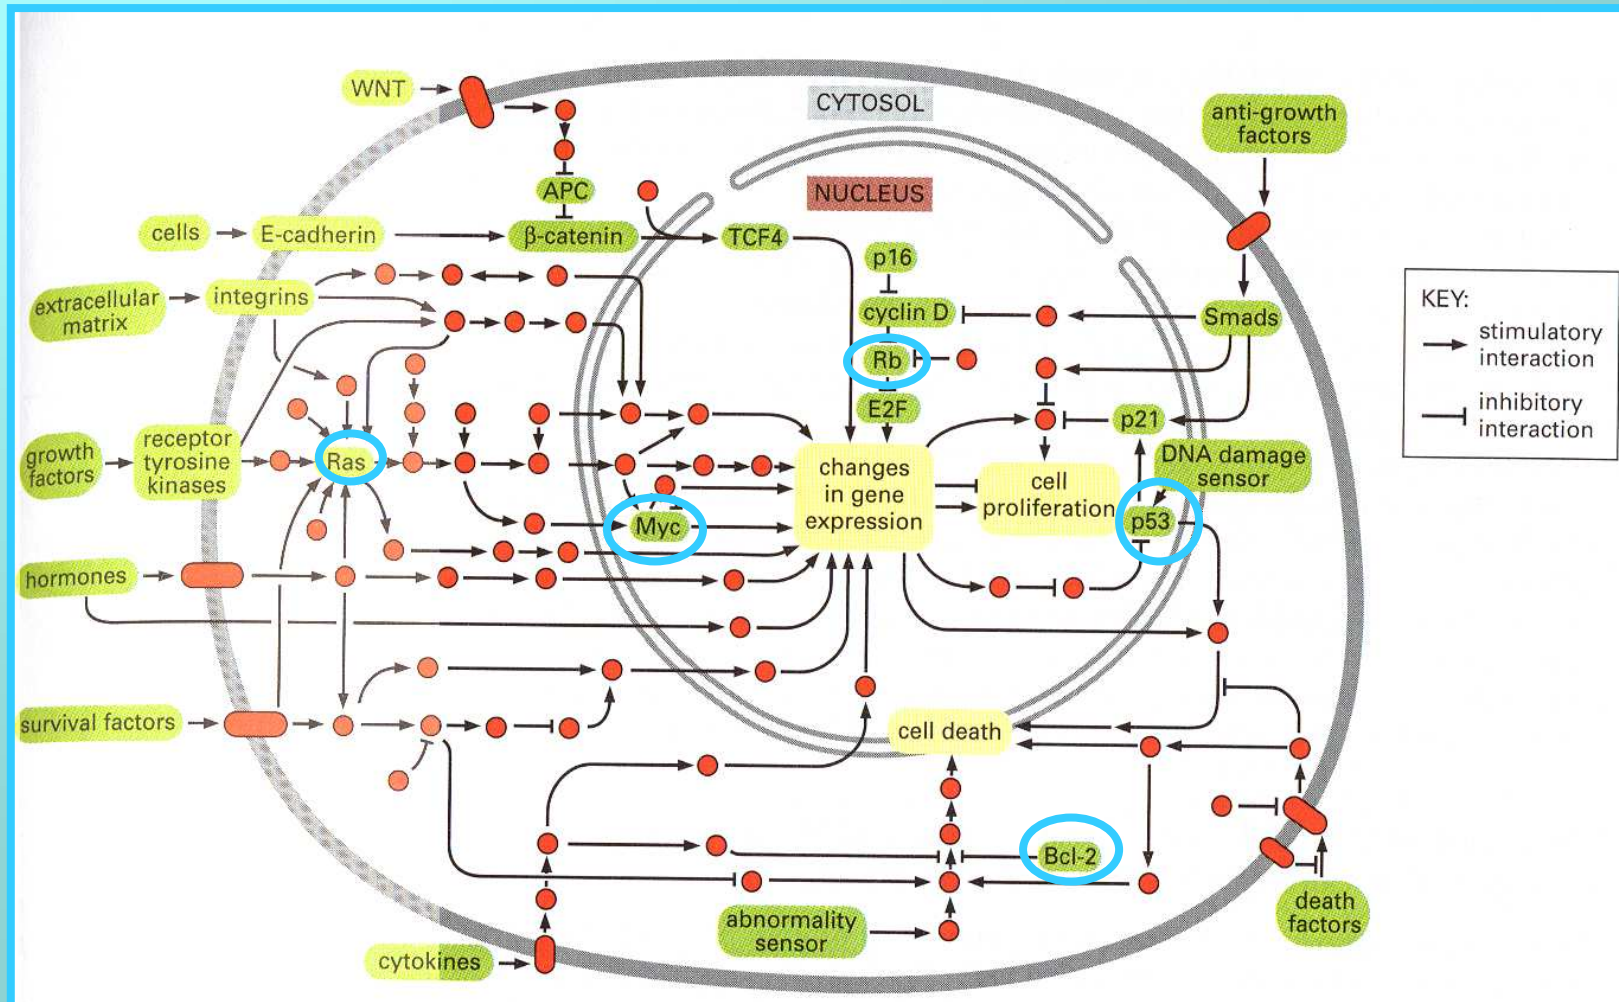 WNT
CYTOSOL
anti-growth
factors
APC
NUCLEUS
cells
E-cadherin
β-catenin
TCF4
p16
extracellular
matrix
integrins
cyclin D
Smads
KEY:
stimulatory
interaction
inhibitory
interaction
Rb
E2F
p21
growth
factors
receptor
tyrosine
kinases
Ras
changes
in gene
expression
cell
proliferation
DNA damage
sensor
Myc
p53
hormones
survival factors
cell death
Bcl-2
abnormality
sensor
death
factors
cytokines